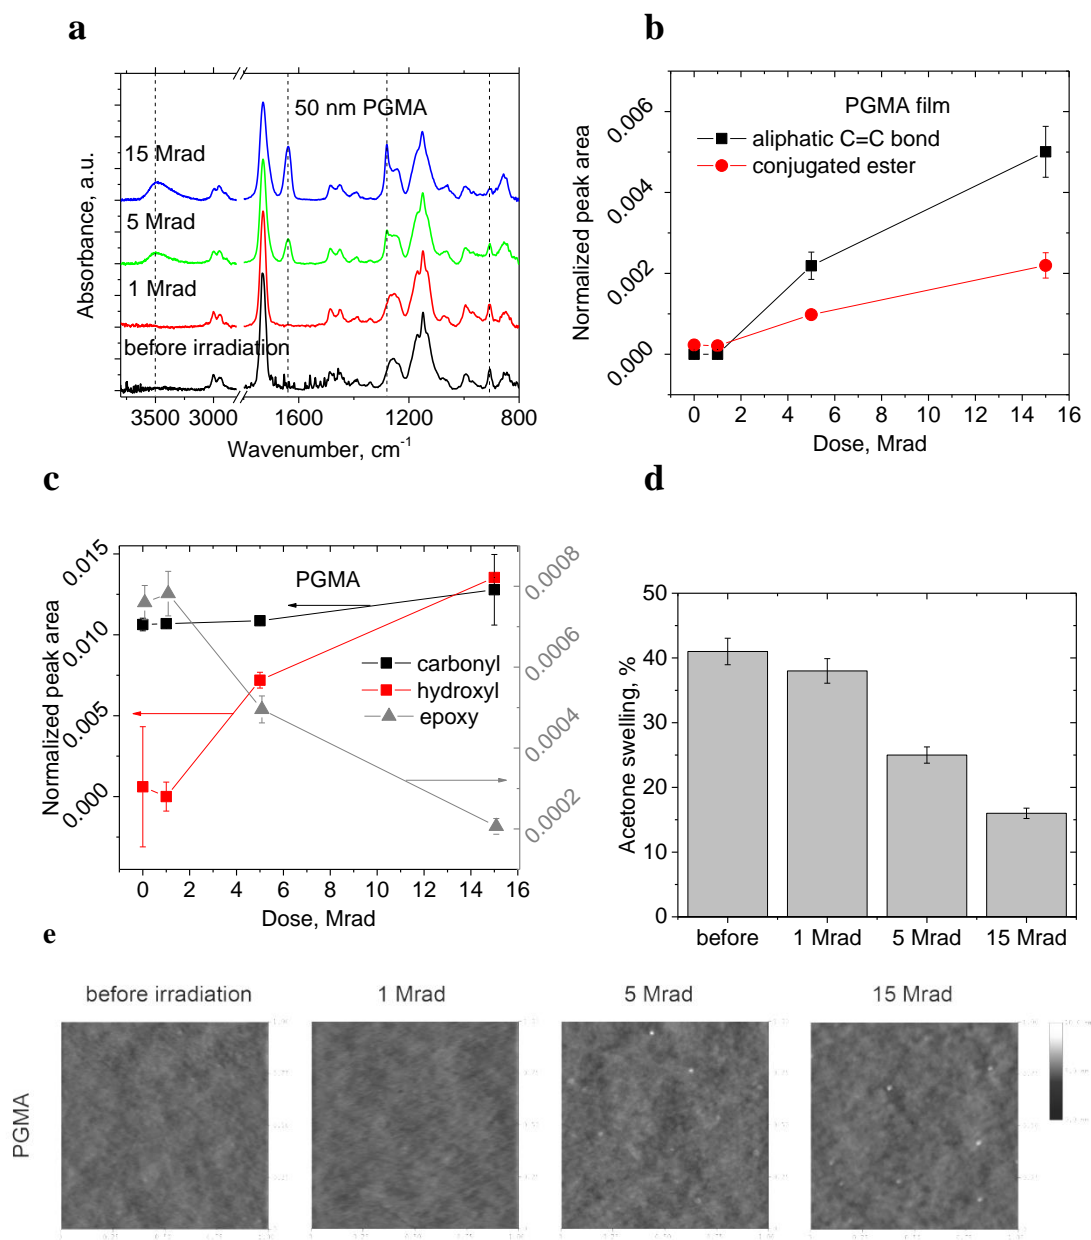 a
Absorbance, a.u.
50 nm PGMA
15 Mrad
5 Mrad
1 Mrad
before irradiation
3500 3000 1600 1200 800
Wavenumber, cm⁻¹
b
Normalized peak area
0.006
0.004
0.002
0.000
PGMA film
aliphatic C=C bond
conjugated ester
0 2 4 6 8 10 12 14 16
Dose, Mrad
c
Normalized peak area
0.015
0.010
0.005
0.000
PGMA
carbonyl
hydroxyl
epoxy
0.0008
0.0006
0.0004
0.0002
0 2 4 6 8 10 12 14 16
Dose, Mrad
d
Acetone swelling, %
50
40
30
20
10
0
before 1 Mrad 5 Mrad 15 Mrad
e
before irradiation 1 Mrad 5 Mrad 15 Mrad
PGMA